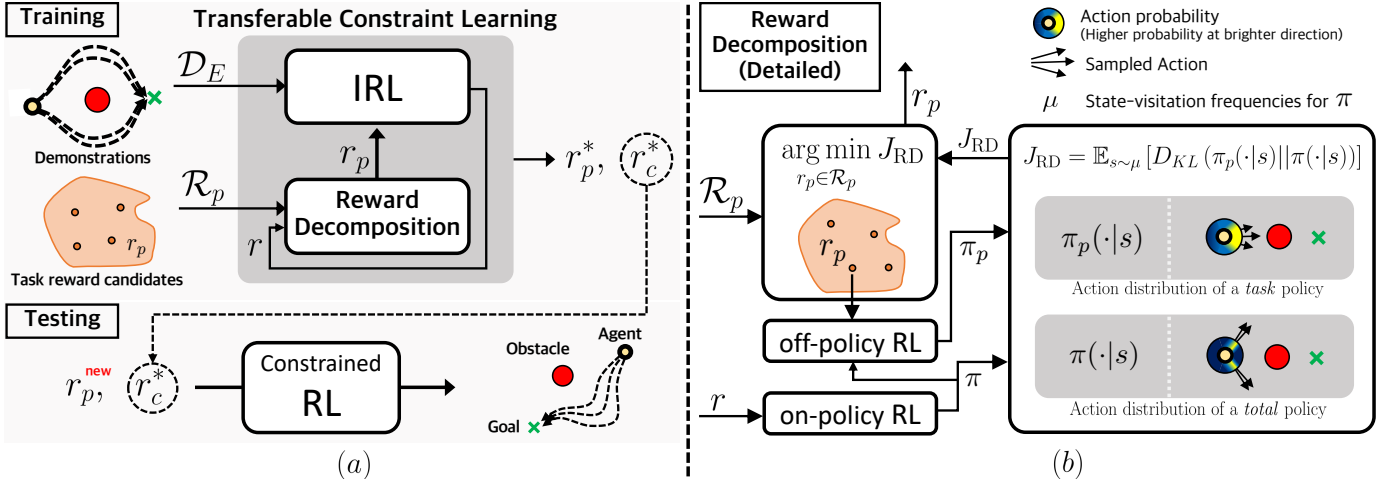 Training
Transferable Constraint Learning
𝒟_E
IRL
Demonstrations
r_p
ℛ_p
Reward
Decomposition
r
r_p
Task reward candidates
r_p^*, r_c^*
Testing
r_p^new, r_c^*
Constrained
RL
Obstacle
Agent
Goal
(a)
Reward
Decomposition
(Detailed)
r_p
Action probability
(Higher probability at brighter direction)
Sampled Action
μ State-visitation frequencies for π
arg min J_RD
r_p∈ℛ_p
J_RD
J_RD = 𝔼_{s∼μ} [D_{KL} (π_p(·|s)||π(·|s))]
ℛ_p
r_p
π_p
π_p(·|s)
Action distribution of a task policy
off-policy RL
π
π(·|s)
r
on-policy RL
Action distribution of a total policy
(b)